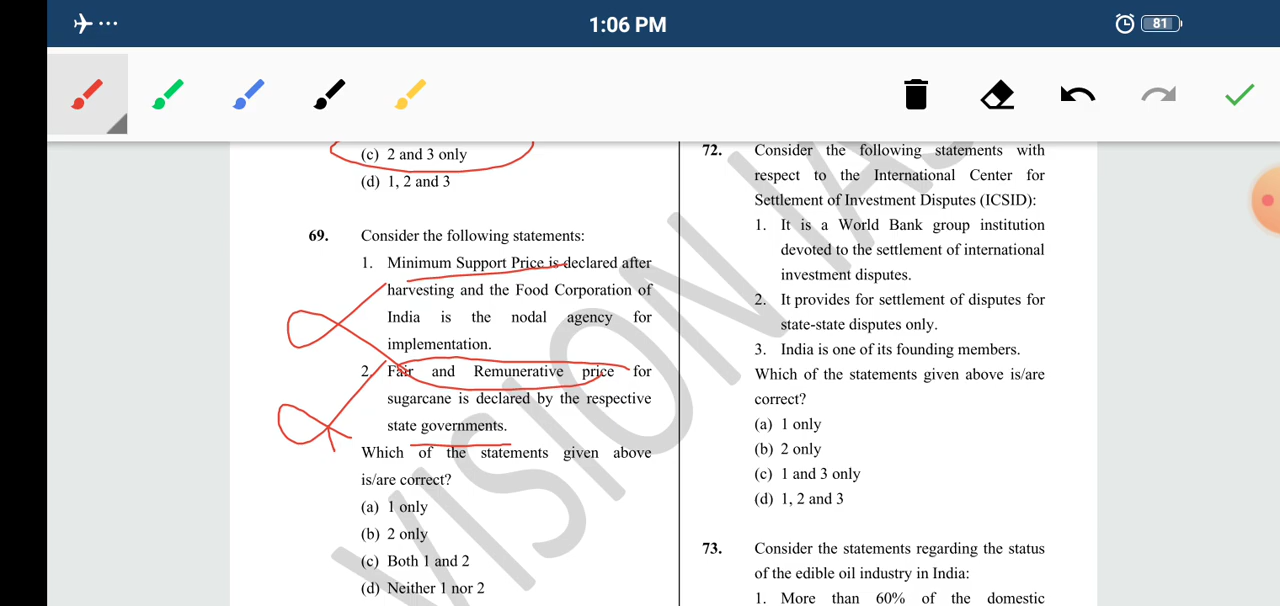 1:06 PM
81
(c) 2 and 3 only
(d) 1, 2 and 3
69. Consider the following statements:
1. Minimum Support Price is declared after
harvesting and the Food Corporation of
India is the nodal agency for
implementation.
2. Fair and Remunerative price for
sugarcane is declared by the respective
state governments.
Which of the statements given above
is/are correct?
(a) 1 only
(b) 2 only
(c) Both 1 and 2
(d) Neither 1 nor 2
72. Consider the following statements with
respect to the International Center for
Settlement of Investment Disputes (ICSID):
1. It is a World Bank group institution
devoted to the settlement of international
investment disputes.
2. It provides for settlement of disputes for
state-state disputes only.
3. India is one of its founding members.
Which of the statements given above is/are
correct?
(a) 1 only
(b) 2 only
(c) 1 and 3 only
(d) 1, 2 and 3
73. Consider the statements regarding the status
of the edible oil industry in India:
1. More than 60% of the domestic
VISION IAS